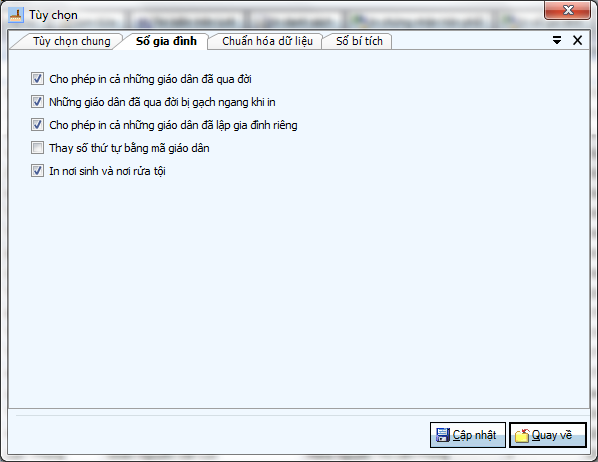 Tùy chọn
Tùy chọn chung Sổ gia đình Chuẩn hóa dữ liệu Sổ bí tích
Cho phép in cả những giáo dân đã qua đời
Những giáo dân đã qua đời bị gạch ngang khi in
Cho phép in cả những giáo dân đã lập gia đình riêng
Thay số thứ tự bằng mã giáo dân
In nơi sinh và nơi rửa tội
Cập nhật Quay về